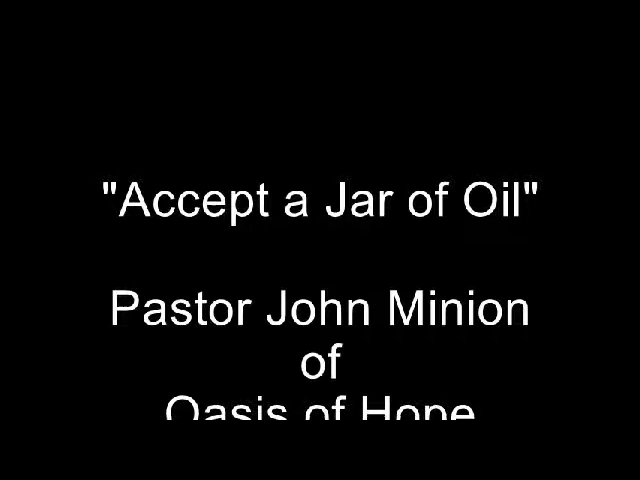 "Accept a Jar of Oil"
Pastor John Minion
of
Oasis of Hope